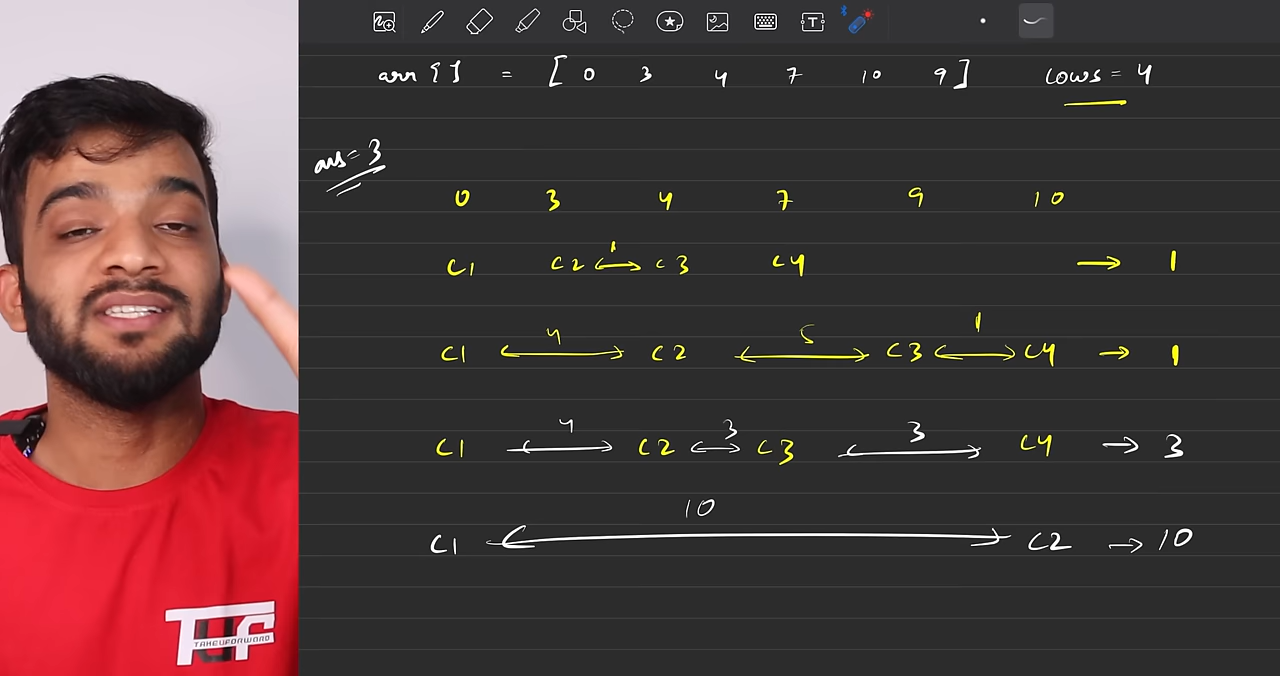 arr[] = [0 3 4 7 10 9] cows = 4
ans = 3
0 3 4 7 9 10
1
C1 C2 C3 C4 → 1
4 5 1
C1 C2 C3 C4 → 1
4 3 3
C1 C2 C3 C4 → 3
10
C1 C2 → 10
TUF
TAKEUFORWORD
T